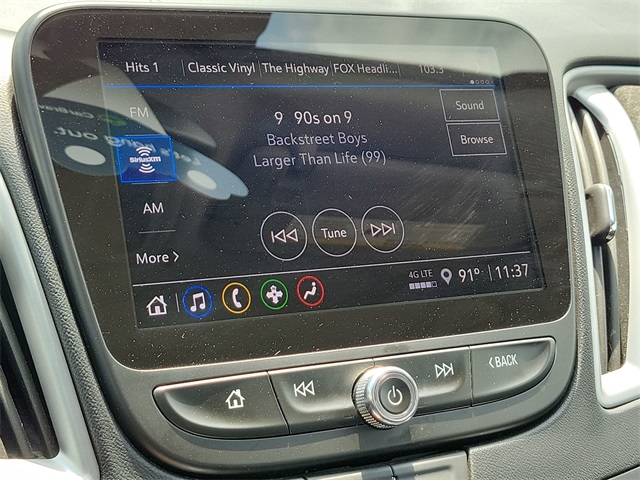 Hits 1 Classic Vinyl The Highway FOX Headli... 103.5
FM
9 90s on 9
Sound
Backstreet Boys
Browse
SiriusXM
Larger Than Life (99)
AM
Tune
More >
4G LTE 91° 11:37
< BACK